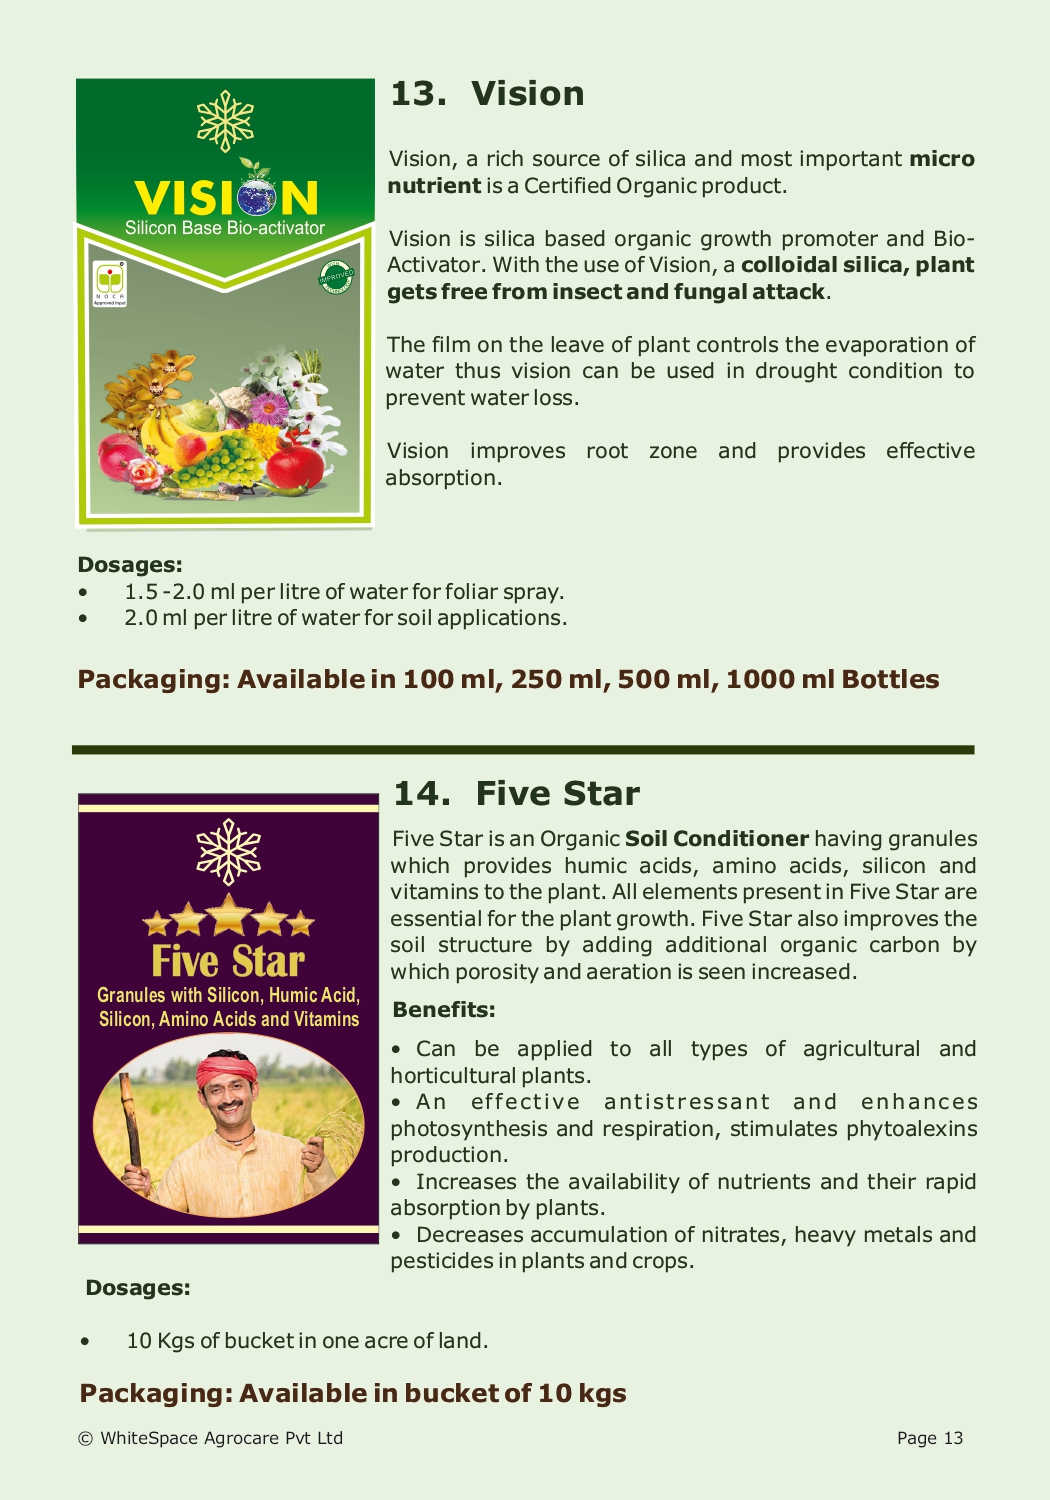 13. Vision
VISION
Silicon Base Bio-activator
NOCA
Approved Input
IMPROVED
Vision, a rich source of silica and most important micro
nutrient is a Certified Organic product.
Vision is silica based organic growth promoter and Bio-
Activator. With the use of Vision, a colloidal silica, plant
gets free from insect and fungal attack.
The film on the leave of plant controls the evaporation of
water thus vision can be used in drought condition to
prevent water loss.
Vision improves root zone and provides effective
absorption.
Dosages:
• 1.5 -2.0 ml per litre of water for foliar spray.
• 2.0 ml per litre of water for soil applications.
Packaging: Available in 100 ml, 250 ml, 500 ml, 1000 ml Bottles
14. Five Star
Five Star
Granules with Silicon, Humic Acid,
Silicon, Amino Acids and Vitamins
Five Star is an Organic Soil Conditioner having granules
which provides humic acids, amino acids, silicon and
vitamins to the plant. All elements present in Five Star are
essential for the plant growth. Five Star also improves the
soil structure by adding additional organic carbon by
which porosity and aeration is seen increased.
Benefits:
• Can be applied to all types of agricultural and
horticultural plants.
• An effective antistressant and enhances
photosynthesis and respiration, stimulates phytoalexins
production.
• Increases the availability of nutrients and their rapid
absorption by plants.
• Decreases accumulation of nitrates, heavy metals and
pesticides in plants and crops.
Dosages:
• 10 Kgs of bucket in one acre of land.
Packaging: Available in bucket of 10 kgs
© WhiteSpace Agrocare Pvt Ltd
Page 13